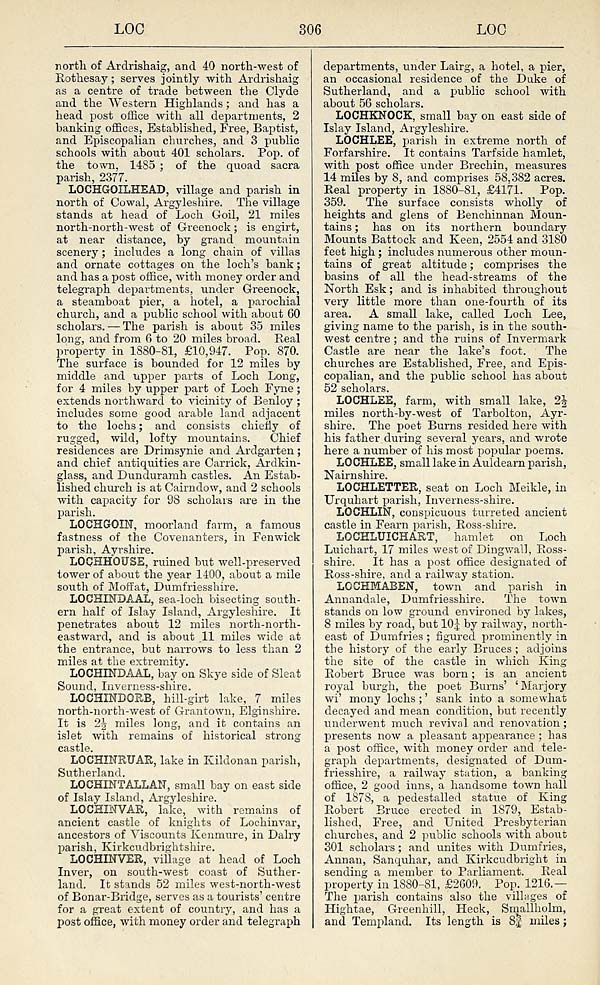 LOC 306 LOC
north of Ardrishaig, and 40 north-west of
Rothesay; serves jointly with Ardrishaig
as a centre of trade between the Clyde
and the Western Highlands; and has a
head post office with all departments, 2
banking offices, Established, Free, Baptist,
and Episcopalian churches, and 3 public
schools with about 401 scholars. Pop. of
the town, 1485; of the quoad sacra
parish, 2377.
LOCHGOILHEAD, village and parish in
north of Cowal, Argyleshire. The village
stands at head of Loch Goil, 21 miles
north-north-west of Greenock; is engirt,
at near distance, by grand mountain
scenery; includes a long chain of villas
and ornate cottages on the loch's bank;
and has a post office, with money order and
telegraph departments, under Greenock,
a steamboat pier, a hotel, a parochial
church, and a public school with about 60
scholars.—The parish is about 35 miles
long, and from 6 to 20 miles broad. Real
property in 1880-81, £10,947. Pop. 870.
The surface is bounded for 12 miles by
middle and upper parts of Loch Long,
for 4 miles by upper part of Loch Fyne;
extends northward to vicinity of Benloy;
includes some good arable land adjacent
to the lochs; and consists chiefly of
rugged, wild, lofty mountains. Chief
residences are Drimsynie and Ardgarten;
and chief antiquities are Carrick, Ardkin-
glass, and Dunduramh castles. An Estab-
lished church is at Cairndow, and 2 schools
with capacity for 98 scholars are in the
parish.
LOCHGOIN, moorland farm, a famous
fastness of the Covenanters, in Fenwick
parish, Ayrshire.
LOCHHOUSE, ruined but well-preserved
tower of about the year 1400, about a mile
south of Moffat, Dumfriesshire.
LOCHINDAAL, sea-loch bisecting south-
ern half of Islay Island, Argyleshire. It
penetrates about 12 miles north-north-
eastward, and is about 11 miles wide at
the entrance, but narrows to less than 2
miles at the extremity.
LOCHINDAAL, bay on Skye side of Sleat
Sound, Inverness-shire.
LOCHINDORB, hill-girt lake, 7 miles
north-north-west of Grantown, Elginshire.
It is 2½ miles long, and it contains an
islet with remains of historical strong
castle.
LOCHINRUAR, lake in Kildonan parish,
Sutherland.
LOCHINTALLAN, small bay on east side
of Islay Island, Argyleshire.
LOCHINVAR, lake, with remains of
ancient castle of knights of Lochinvar,
ancestors of Viscounts Kenmure, in Dalry
parish, Kirkcudbrightshire.
LOCHINVER, village at head of Loch
Inver, on south-west coast of Suther-
land. It stands 52 miles west-north-west
of Bonar-Bridge, serves as a tourists' centre
for a great extent of country, and has a
post office, with money order and telegraph
departments, under Lairg, a hotel, a pier,
an occasional residence of the Duke of
Sutherland, and a public school with
about 56 scholars.
LOCHKNOCK, small bay on east side of
Islay Island, Argyleshire.
LOCHLEE, parish in extreme north of
Forfarshire. It contains Tarfside hamlet,
with post office under Brechin, measures
14 miles by 8, and comprises 58,382 acres.
Real property in 1880-81, £4171. Pop.
359. The surface consists wholly of
heights and glens of Benchinnan Moun-
tains; has on its northern boundary
Mounts Battock and Keen, 2554 and 3180
feet high; includes numerous other moun-
tains of great altitude; comprises the
basins of all the head-streams of the
North Esk; and is inhabited throughout
very little more than one-fourth of its
area. A small lake, called Loch Lee,
giving name to the parish, is in the south-
west centre; and the ruins of Invermark
Castle are near the lake's foot. The
churches are Established, Free, and Epis-
copalian, and the public school has about
52 scholars.
LOCHLEE, farm, with small lake, 2½
miles north-by-west of Tarbolton, Ayr-
shire. The poet Burns resided here with
his father during several years, and wrote
here a number of his most popular poems.
LOCHLEE, small lake in Auldearn parish,
Nairnshire.
LOCHLETTER, seat on Loch Meikle, in
Urquhart parish, Inverness-shire.
LOCHLIN, conspicuous turreted ancient
castle in Fearn parish, Ross-shire.
LOCHLUICHART, hamlet on Loch
Luichart, 17 miles west of Dingwall, Ross-
shire. It has a post office designated of
Ross-shire, and a railway station.
LOCHMABEN, town and parish in
Annandale, Dumfriesshire. The town
stands on low ground environed by lakes,
8 miles by road, but 10¼ by railway, north-
east of Dumfries; figured prominently in
the history of the early Bruces; adjoins
the site of the castle in which King
Robert Bruce was born; is an ancient
royal burgh, the poet Burns' 'Marjory
wi' mony lochs;' sank into a somewhat
decayed and mean condition, but recently
underwent much revival and renovation;
presents now a pleasant appearance; has
a post office, with money order and tele-
graph departments, designated of Dum-
friesshire, a railway station, a banking
office, 2 good inns, a handsome town hall
of 1878, a pedestalled statue of King
Robert Bruce erected in 1879, Estab-
lished, Free, and United Presbyterian
churches, and 2 public schools with about
301 scholars; and unites with Dumfries,
Annan, Sanquhar, and Kirkcudbright in
sending a member to Parliament. Real
property in 1880-81, £2609. Pop. 1216.—
The parish contains also the villages of
Hightae, Greenhill, Heck, Smallholm,
and Templand. Its length is 8¾ miles;